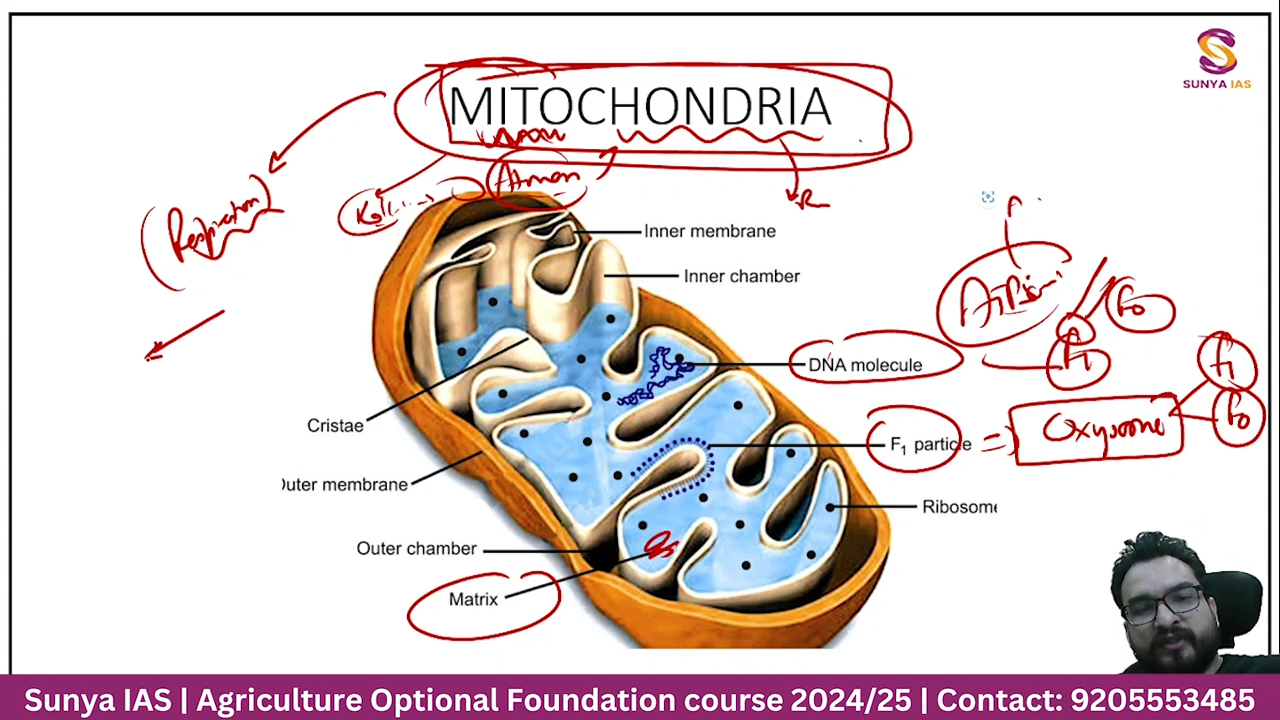 SUNYA IAS
MITOCHONDRIA
(Respiration)
Inner membrane
Inner chamber
F0
F1
DNA molecule
F1
F0
Oxysome
F1 particle =
Cristae
Outer membrane
Ribosome
Outer chamber
Matrix
Sunya IAS | Agriculture Optional Foundation course 2024/25 | Contact: 9205553485